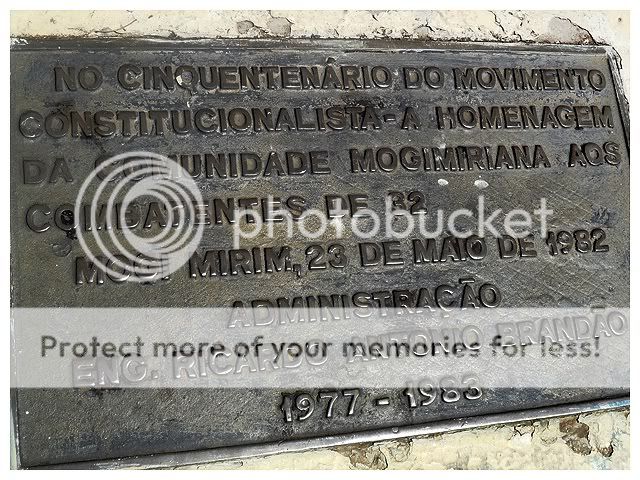 NO CINQUENTENÁRIO DO MOVIMENTO
CONSTITUCIONALISTA - A HOMENAGEM
DA COMUNIDADE MOGIMIRIANA AOS
COMBATENTES DE 32
photobucket
MOGI MIRIM, 23 DE MAIO DE 1982
ADMINISTRAÇÃO
Protect more of your memories for less!
ENG. RICARDO ANTONIO BRANDÃO
1977 - 1983